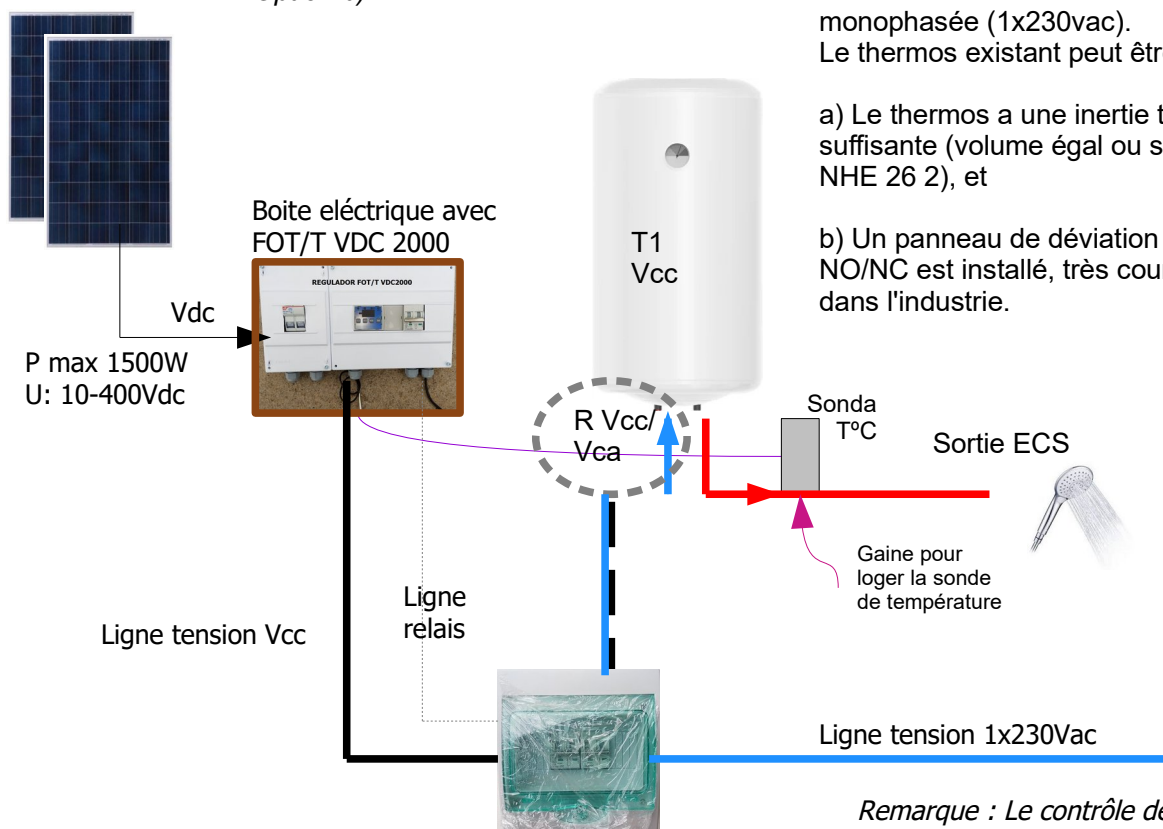 monophasée (1x230vac).
Le thermos existant peut
a) Le thermos a une inertie
suffisante (volume égal ou
NHE 26 2), et
b) Un panneau de déviation
NO/NC est installé, très
dans l'industrie.
Boite eléctrique avec
FOT/T VDC 2000
REGULADOR FOT/T VDC2000
T1
Vcc
Vdc
P max 1500W
U: 10-400Vdc
R Vcc/
Vca
Sonda
TºC
Sortie ECS
Gaine pour
loger la sonde
de température
Ligne
relais
Ligne tension Vcc
Ligne tension 1x230Vac
Remarque : Le contrôle de